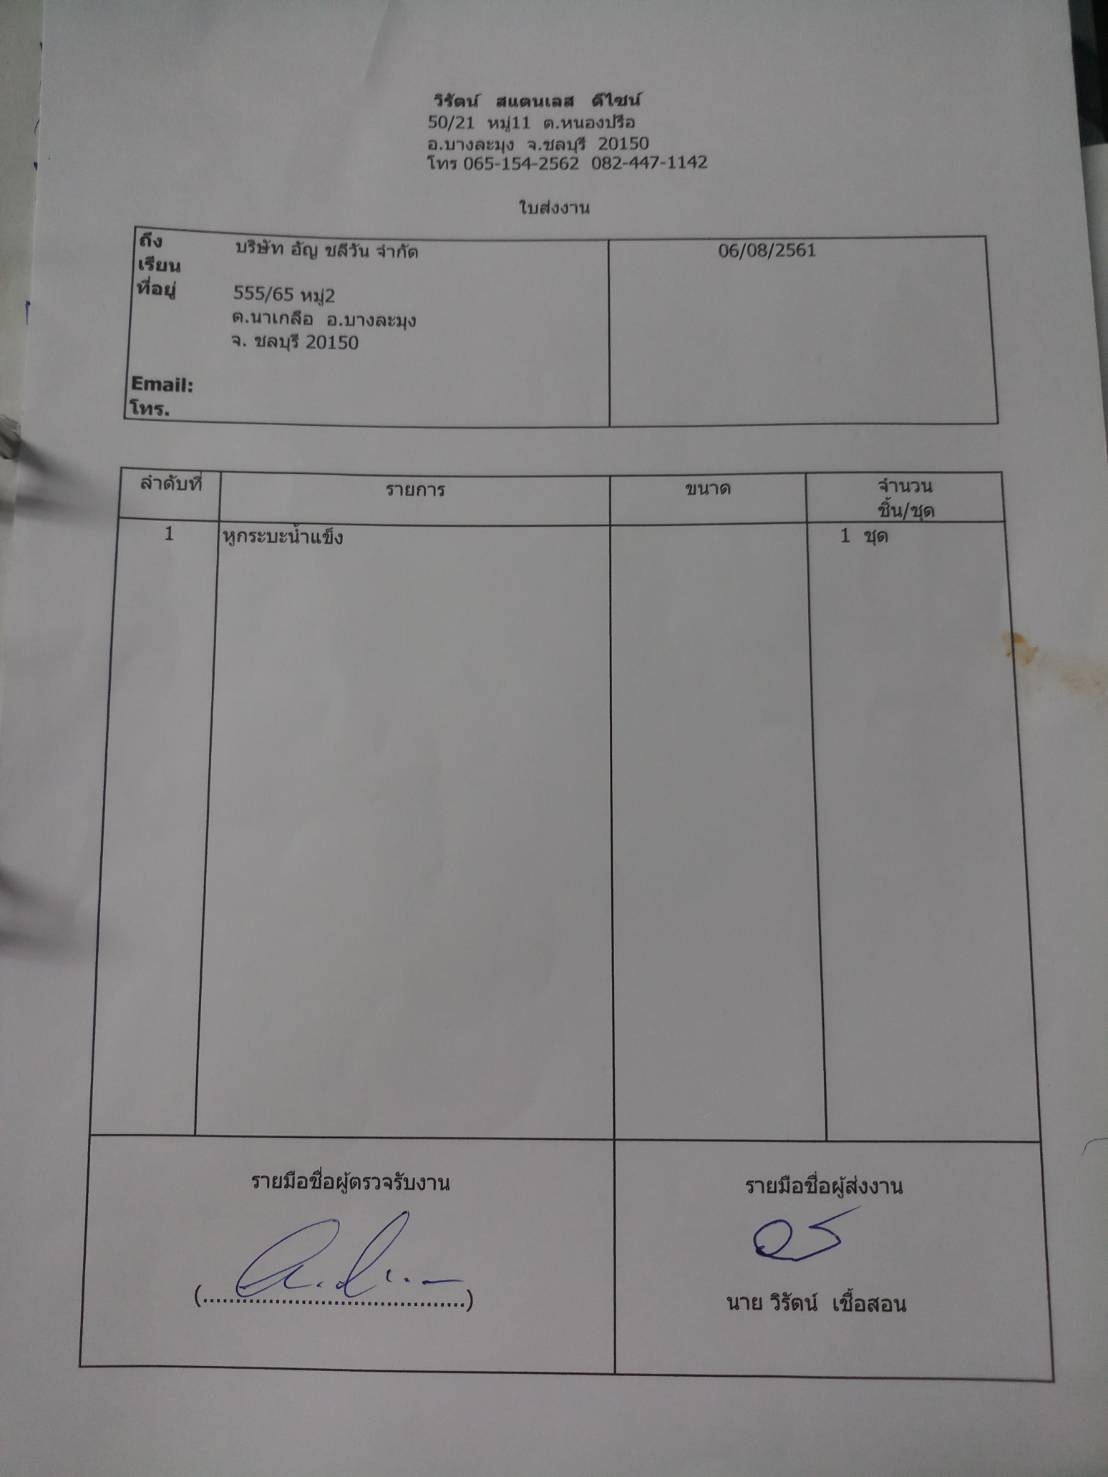 วิรัตน์ สแตนเลส ดีไซน์
50/21 หมู่11 ต.หนองปรือ
อ.บางละมุง จ.ชลบุรี 20150
โทร 065-154-2562 082-447-1142
ใบส่งงาน
ถึง บริษัท อัญ ชลีวัน จำกัด 06/08/2561
เรียน
ที่อยู่ 555/65 หมู่2
ต.นาเกลือ อ.บางละมุง
จ. ชลบุรี 20150
Email:
โทร.
ลำดับที่ รายการ ขนาด จำนวน
ชิ้น/ชุด
1 หูกระบะน้ำแข็ง 1 ชุด
รายมือชื่อผู้ตรวจรับงาน รายมือชื่อผู้ส่งงาน
(................................................) นาย วิรัตน์ เชื้อสอน